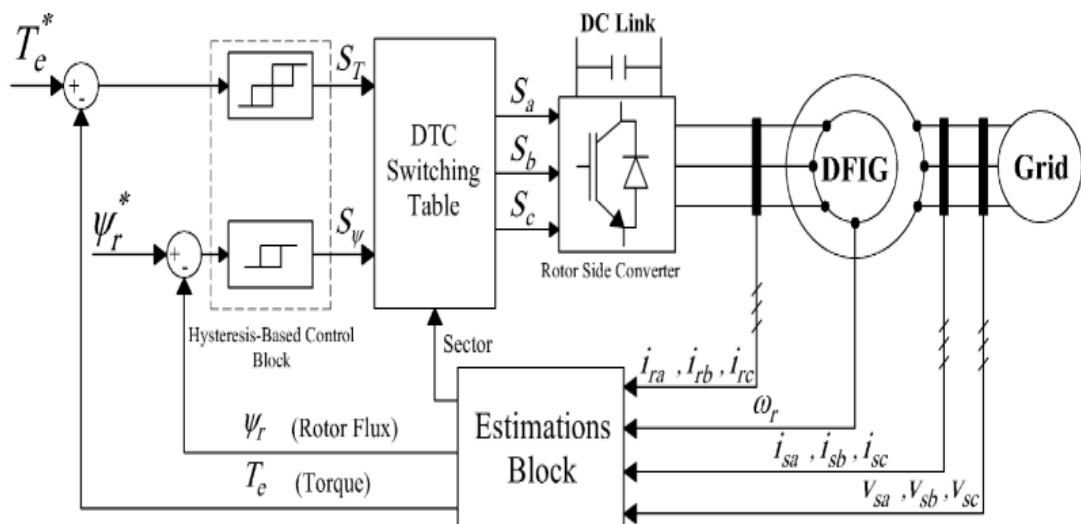 DC Link
T_e^*
+
-
S_T
DTC
Switching
Table
S_a
S_b
S_c
DFIG
Grid
ψ_r^*
+
-
S_ψ
Rotor Side Converter
Hysteresis-Based Control
Block
Sector
i_ra , i_rb , i_rc
ω_r
i_sa , i_sb , i_sc
v_sa , v_sb , v_sc
Estimations
Block
ψ_r (Rotor Flux)
T_e (Torque)